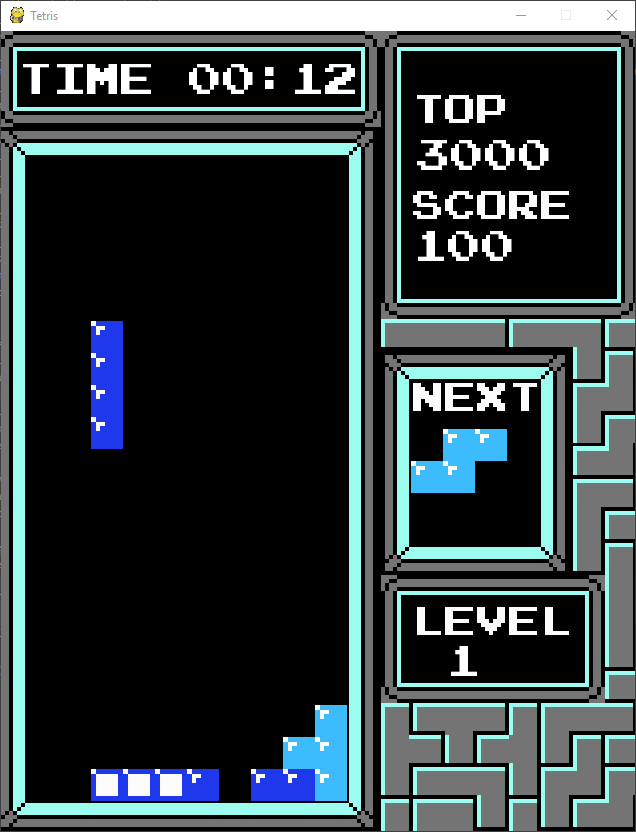 Tetris
TIME 00:12
TOP
3000
SCORE
100
NEXT
LEVEL
1